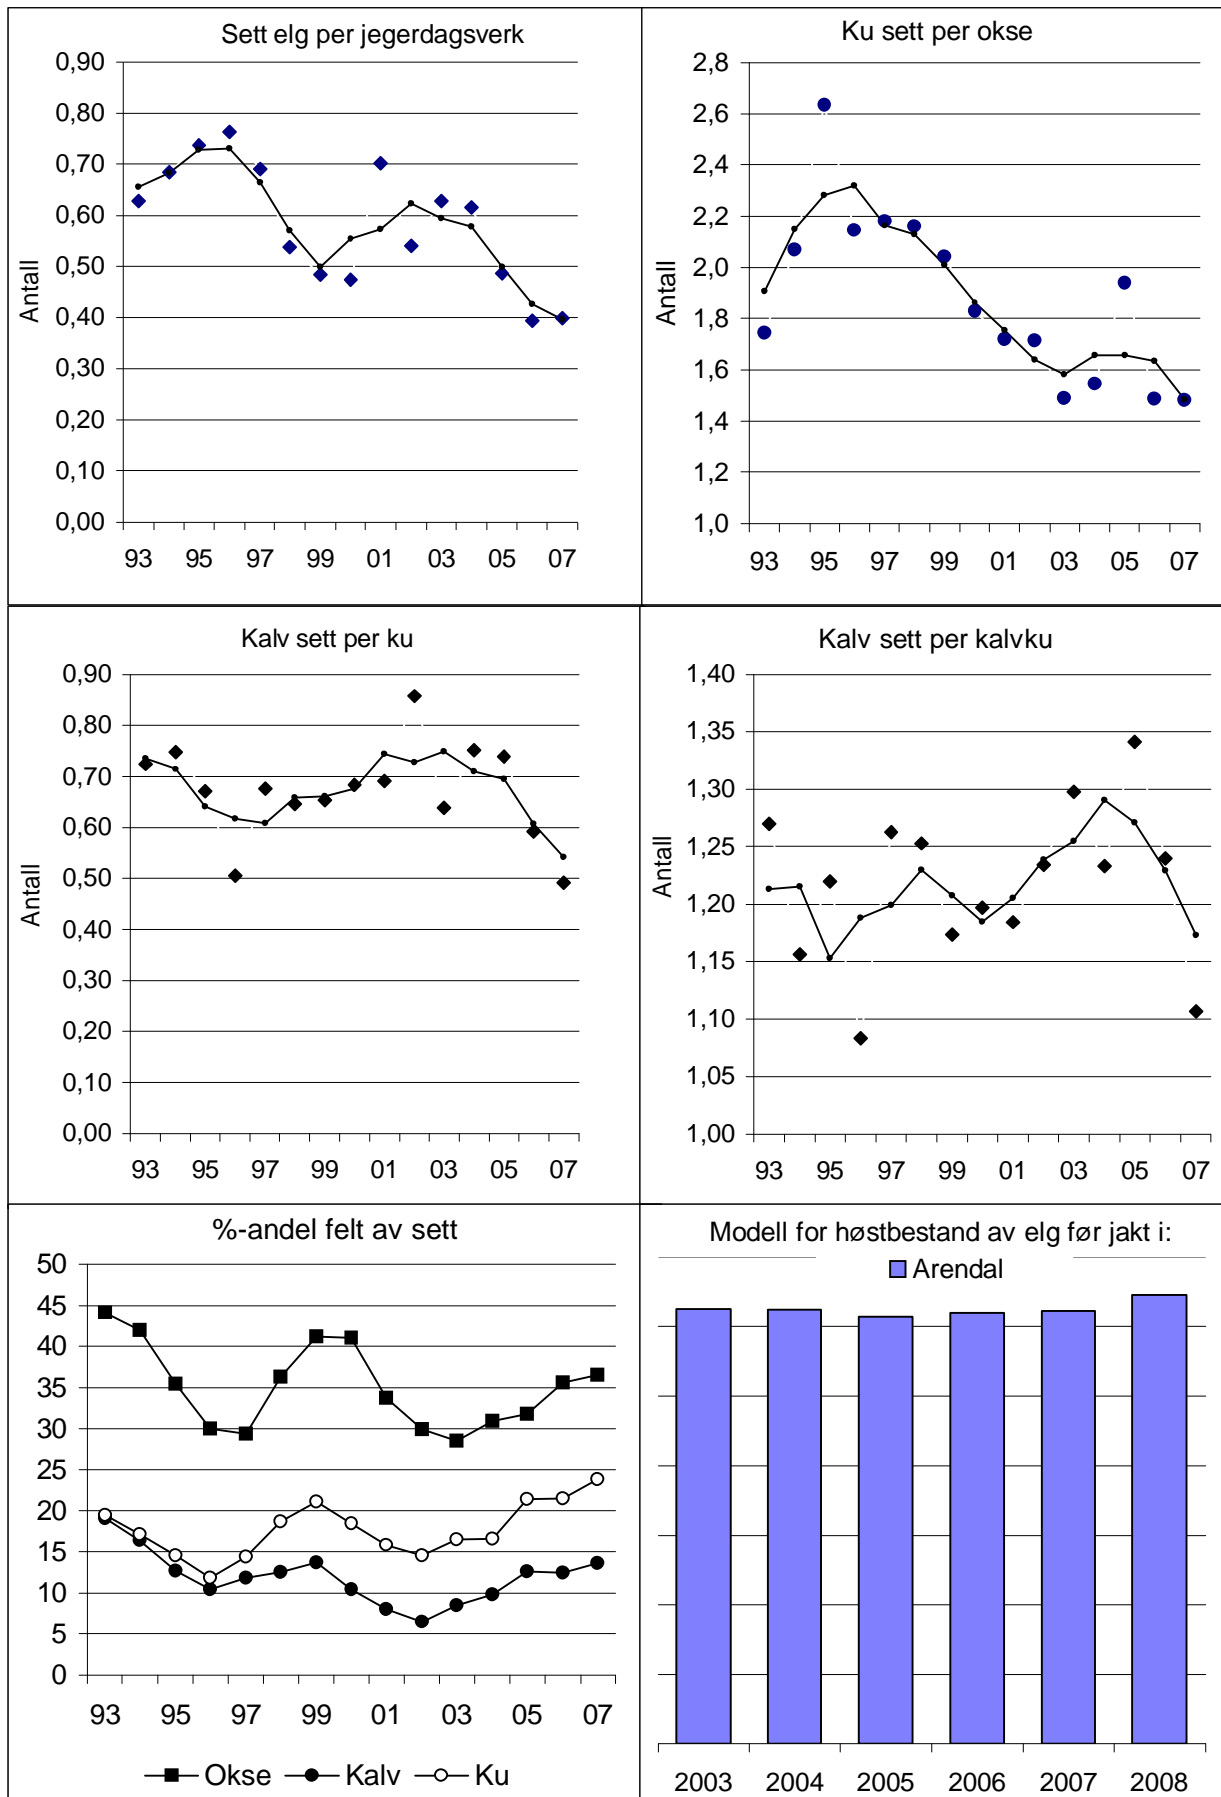 Sett elg per jegerdagsverk
0,90
0,80
0,70
0,60
0,50
0,40
0,30
0,20
0,10
0,00
Antall
93 95 97 99 01 03 05 07
Ku sett per okse
2,8
2,6
2,4
2,2
2,0
1,8
1,6
1,4
1,2
1,0
Antall
93 95 97 99 01 03 05 07
Kalv sett per ku
0,90
0,80
0,70
0,60
0,50
0,40
0,30
0,20
0,10
0,00
Antall
93 95 97 99 01 03 05 07
Kalv sett per kalvku
1,40
1,35
1,30
1,25
1,20
1,15
1,10
1,05
1,00
Antall
93 95 97 99 01 03 05 07
%-andel felt av sett
50
45
40
35
30
25
20
15
10
5
0
93 95 97 99 01 03 05 07
Okse Kalv Ku
Modell for høstbestand av elg før jakt i:
Arendal
2003 2004 2005 2006 2007 2008